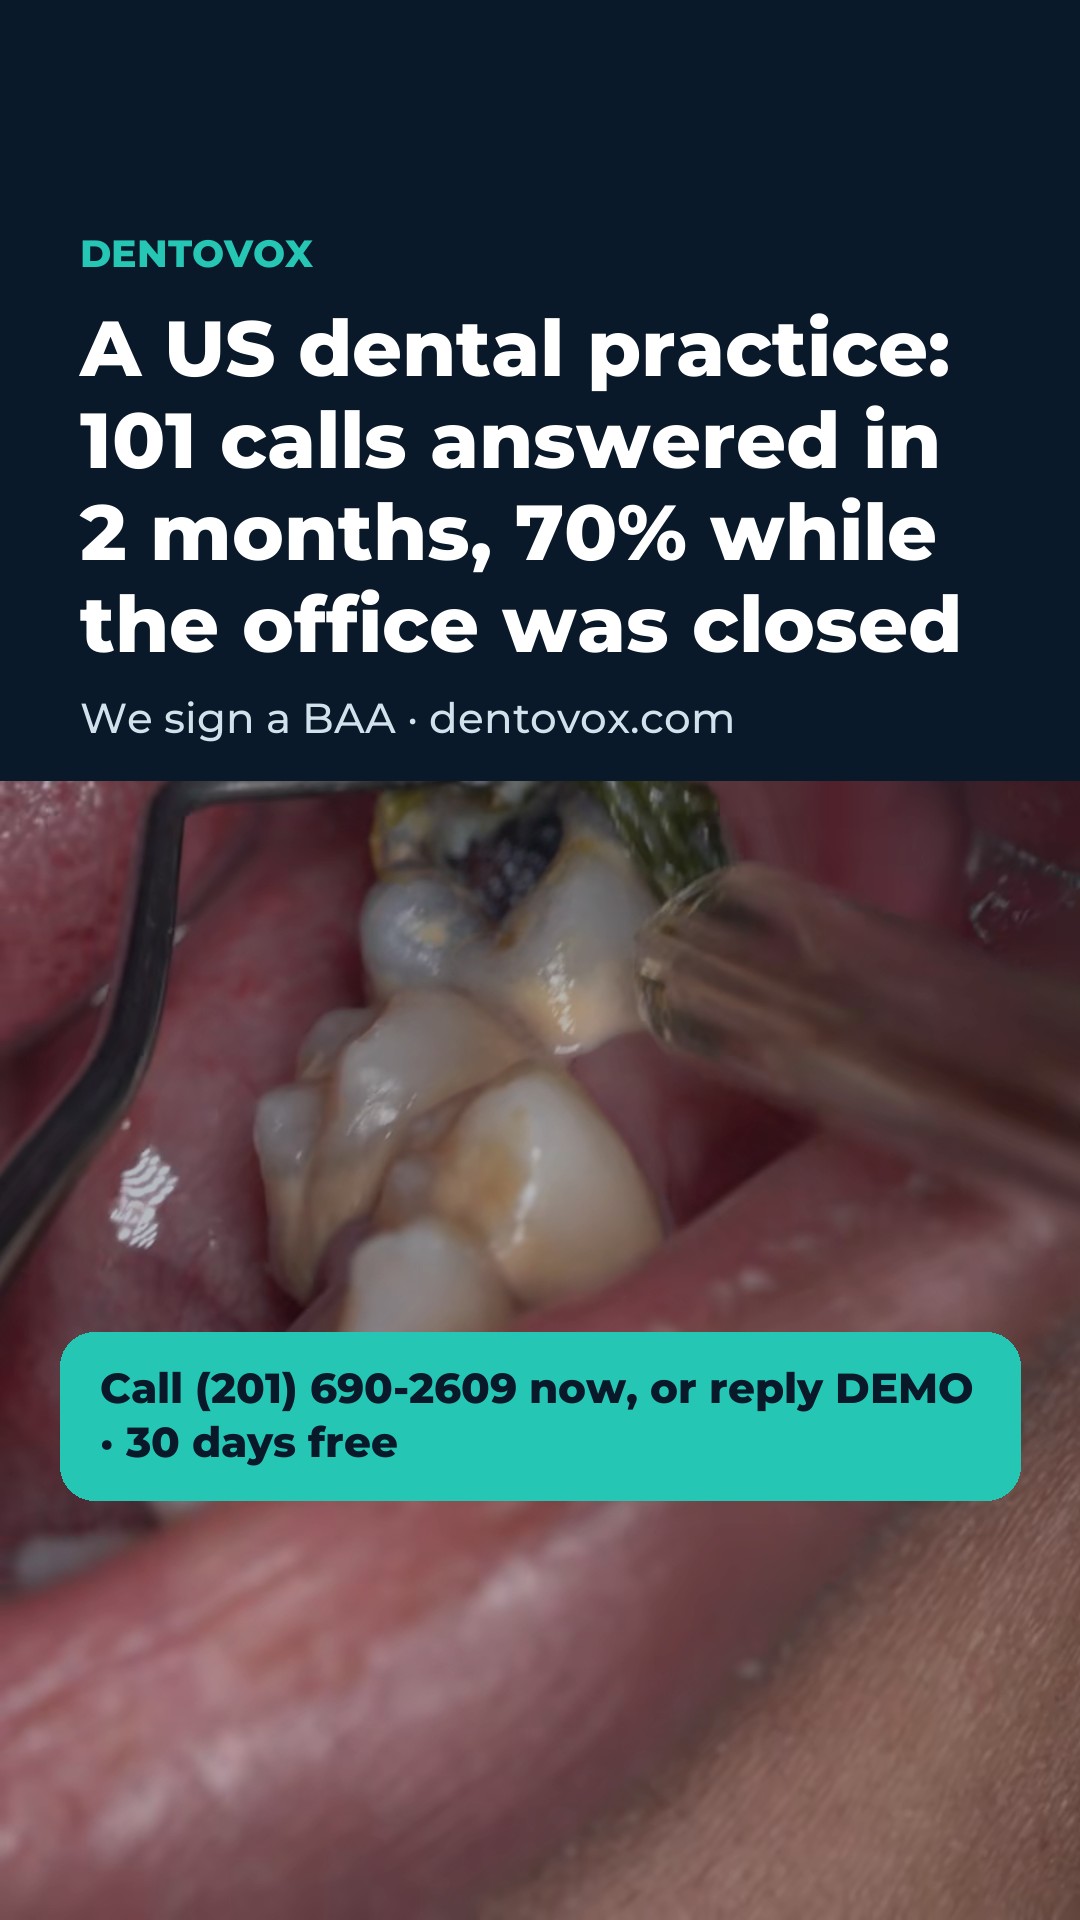 DENTOVOX
A US dental practice:
101 calls answered in
2 months, 70% while
the office was closed
We sign a BAA · dentovox.com
Call (201) 690-2609 now, or reply DEMO
· 30 days free